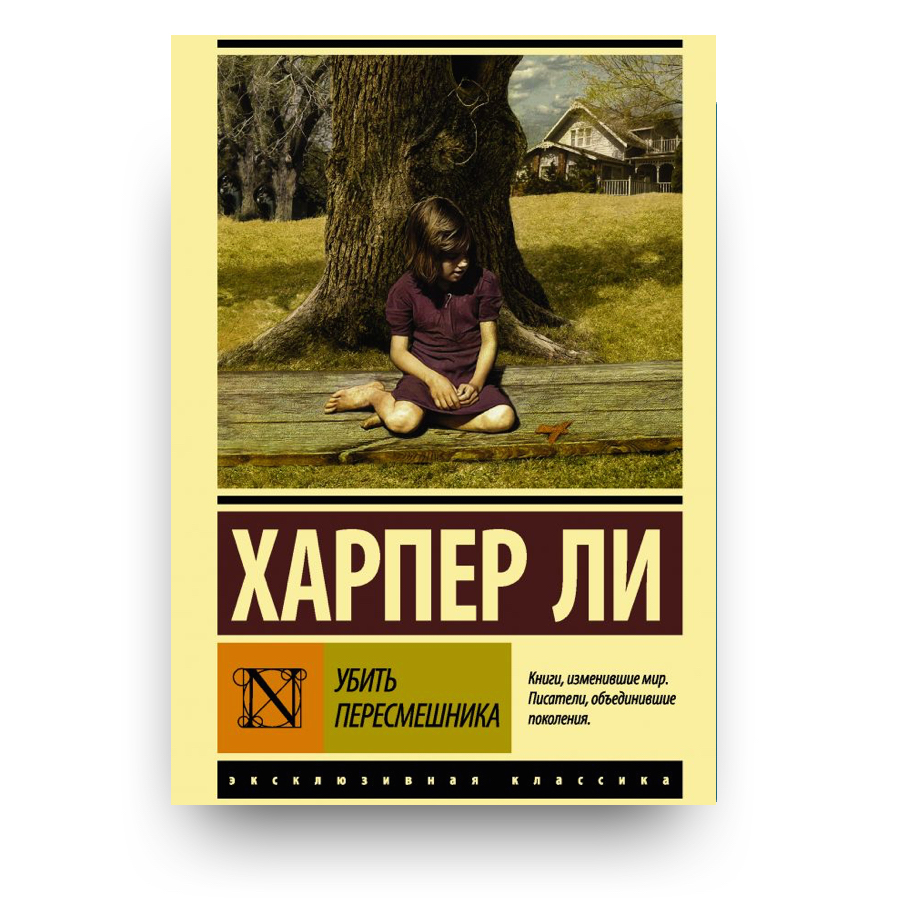 ХАРПЕР ЛИ
N
УБИТЬ
ПЕРЕСМЕШНИКА
Книги, изменившие мир.
Писатели, объединившие
поколения.
эксклюзивная классика